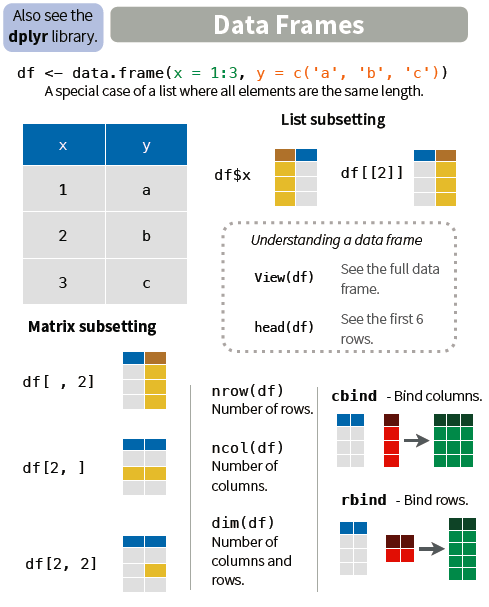 Also see the
dplyr library.
Data Frames
df <- data.frame(x = 1:3, y = c('a', 'b', 'c'))
A special case of a list where all elements are the same length.
x y
1 a
2 b
3 c
List subsetting
df$x
df[[2]]
Understanding a data frame
View(df)
See the full data
frame.
head(df)
See the first 6
rows.
Matrix subsetting
df[ , 2]
df[2, ]
df[2, 2]
nrow(df)
Number of rows.
ncol(df)
Number of
columns.
dim(df)
Number of
columns and
rows.
cbind - Bind columns.
rbind - Bind rows.